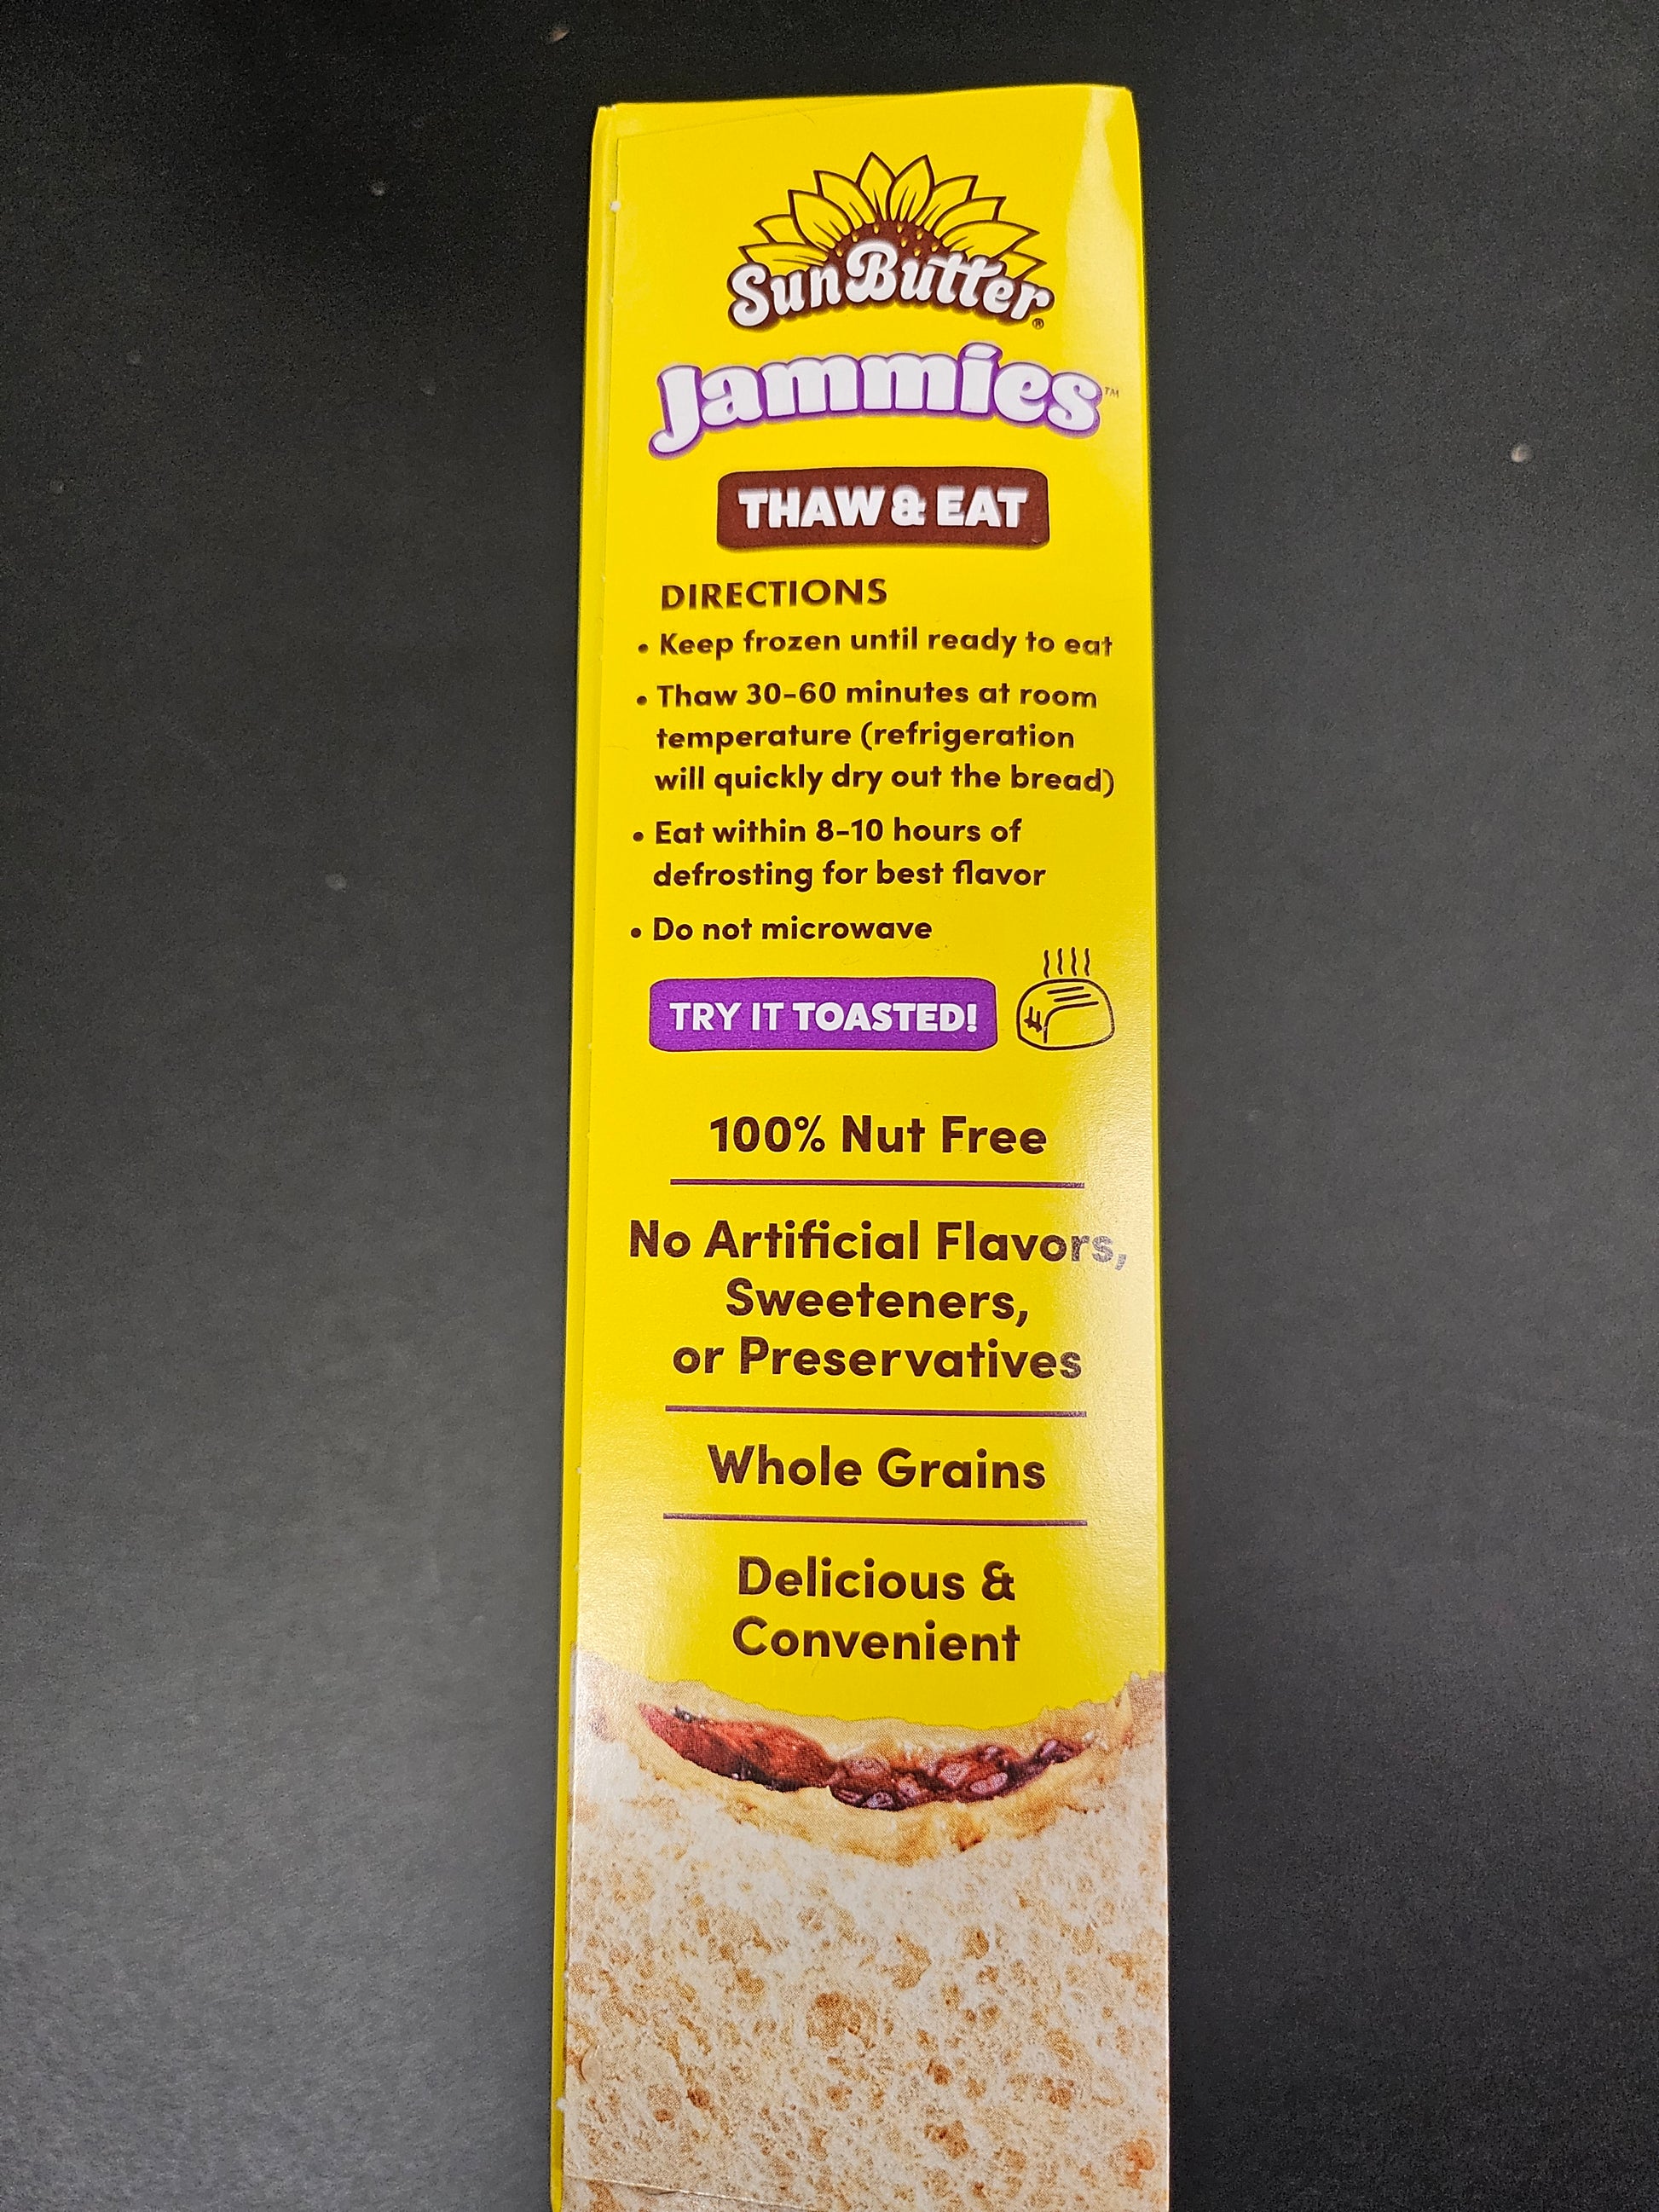 SunButter®
Jammies™
THAW & EAT
DIRECTIONS
• Keep frozen until ready to eat
• Thaw 30-60 minutes at room
temperature (refrigeration
will quickly dry out the bread)
• Eat within 8-10 hours of
defrosting for best flavor
• Do not microwave
TRY IT TOASTED!
100% Nut Free
No Artificial Flavors,
Sweeteners,
or Preservatives
Whole Grains
Delicious &
Convenient